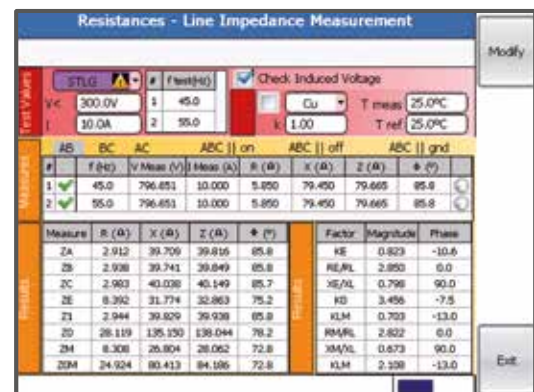 Resistances - Line Impedance Measurement
Modify
Test Values
STLG # f test(Hz) Check Induced Voltage
V< 300.0V 1 45.0 Cu T meas 25.0ºC
I 10.0A 2 55.0 k 1.00 T ref 25.0ºC
Measures
AB BC AC ABC || on ABC || off ABC || gnd
# f (Hz) V Meas (V) I Meas (A) R (Ω) X (Ω) Z (Ω) Φ (º)
1 45.0 796.651 10.000 5.850 79.450 79.665 85.8
2 55.0 796.651 10.000 5.850 79.450 79.665 85.8
Results
Measure R (Ω) X (Ω) Z (Ω) Φ (º)
ZA 2.912 39.709 39.816 85.8
ZB 2.938 39.741 39.849 85.8
ZC 2.983 40.038 40.149 85.7
ZE 8.392 31.774 32.863 75.2
Z1 2.944 39.829 39.938 85.8
Z0 28.119 135.150 138.044 78.2
ZM 8.308 26.804 28.062 72.8
Z0M 24.924 80.413 84.186 72.8
Results
Factor Magnitude Phase
KE 0.823 -10.6
RE/RL 2.850 0.0
XE/XL 0.798 90.0
K0 3.456 -7.5
KLM 0.703 -13.0
RM/RL 2.822 0.0
XM/XL 0.673 90.0
KLM 2.108 -13.0
Exit